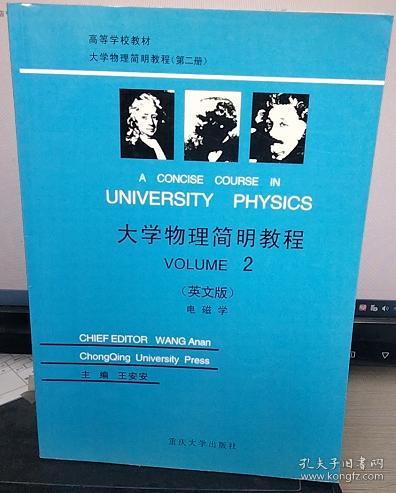 高等学校教材
大学物理简明教程(第二册)
A CONCISE COURSE IN
UNIVERSITY PHYSICS
大学物理简明教程
VOLUME 2
(英文版)
电磁学
CHIEF EDITOR WANG Anan
ChongQing University Press
主编 王安安
重庆大学出版社
孔夫子旧书网
www.kongfz.com